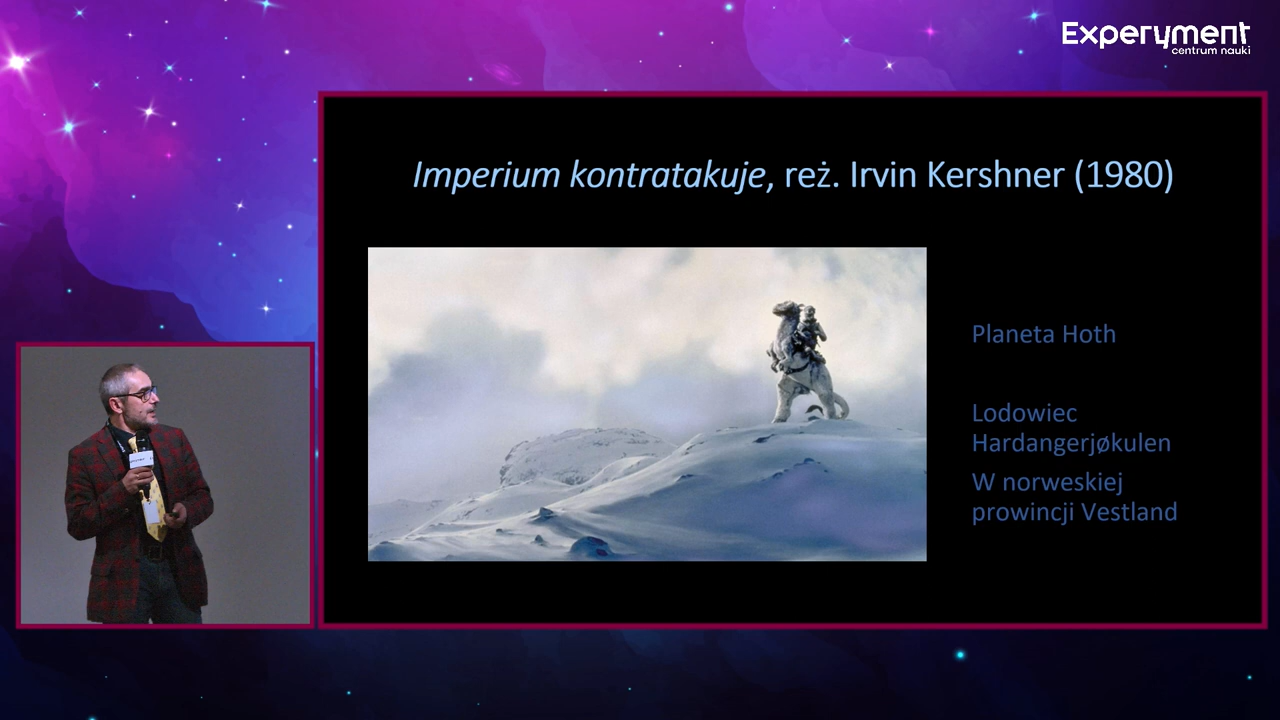 Experyment
centrum nauki
Imperium kontratakuje, reż. Irvin Kershner (1980)
Planeta Hoth
Lodowiec
Hardangerjøkulen
W norweskiej
prowincji Vestland